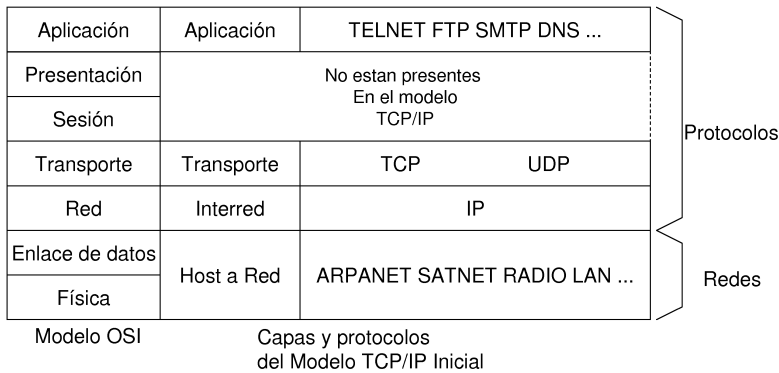 Aplicación Aplicación TELNET FTP SMTP DNS ...
Presentación
Sesión
No estan presentes
En el modelo
TCP/IP
Transporte Transporte TCP UDP
Red Interred IP
Protocolos
Enlace de datos
Física
Host a Red ARPANET SATNET RADIO LAN ...
Redes
Modelo OSI
Capas y protocolos
del Modelo TCP/IP Inicial